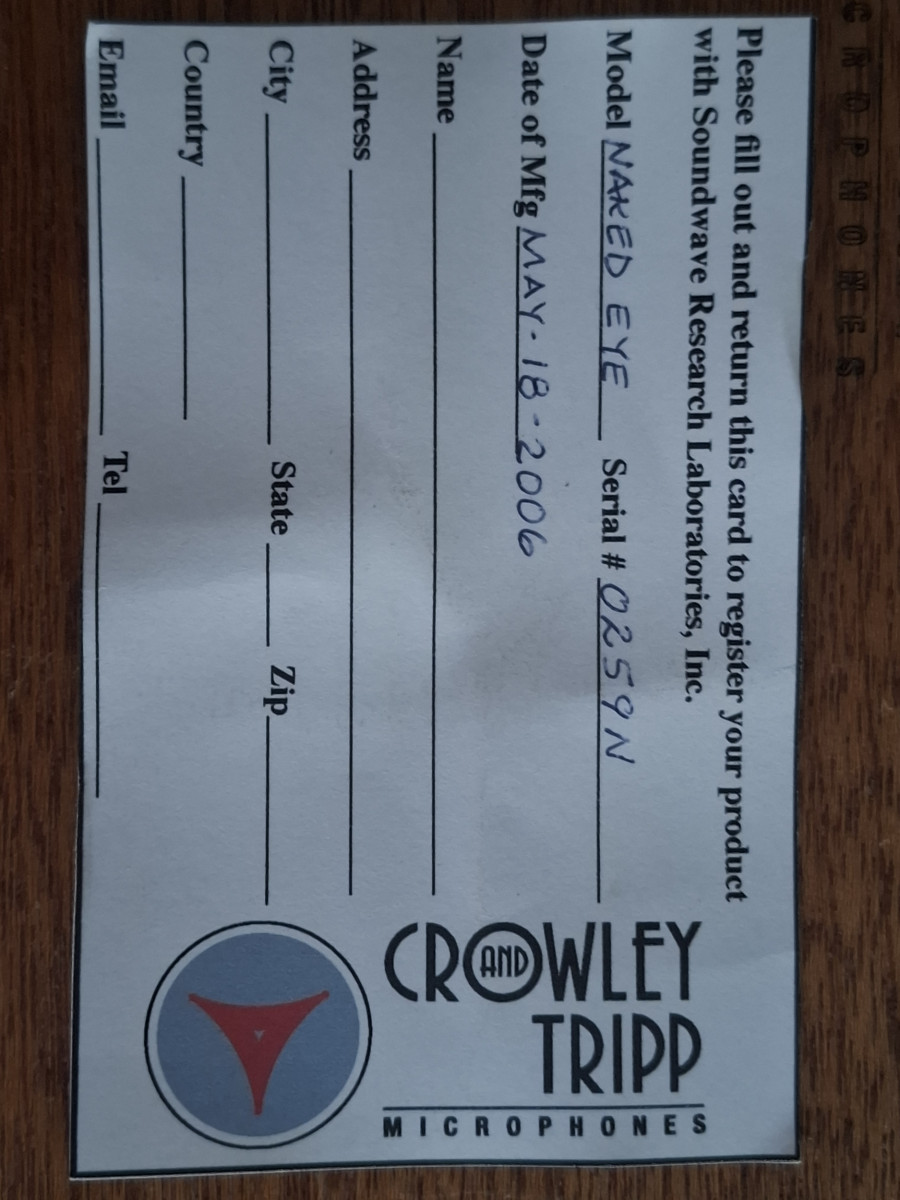 Please fill out and return this card to register your product
with Soundwave Research Laboratories, Inc.
Model NAKED EYE Serial # 0259N
Date of Mfg MAY-18-2006
Name
Address
City State Zip
Country
Email Tel
CROWLEY
AND
TRIPP
MICROPHONES
CROPHONES